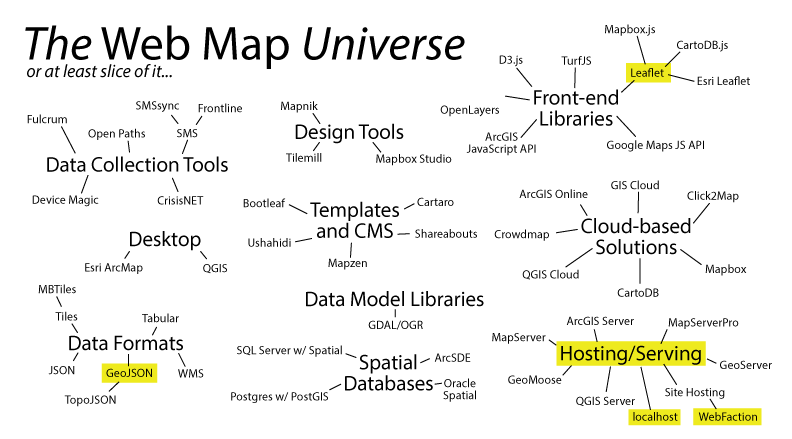 The Web Map Universe
or at least slice of it...
Mapbox.js
CartoDB.js
D3.js
TurfJS
Leaflet
Esri Leaflet
OpenLayers
Front-end
Libraries
ArcGIS
JavaScript API
Google Maps JS API
Fulcrum
SMSsync
Frontline
Open Paths
SMS
Data Collection Tools
Device Magic
CrisisNET
Mapnik
Design Tools
Tilemill
Mapbox Studio
Bootleaf
Cartaro
Templates
and CMS
Ushahidi
Shareabouts
Mapzen
ArcGIS Online
GIS Cloud
Click2Map
Crowdmap
Cloud-based
Solutions
QGIS Cloud
Mapbox
CartoDB
Desktop
Esri ArcMap
QGIS
Data Model Libraries
GDAL/OGR
MBTiles
Tiles
Tabular
Data Formats
JSON
GeoJSON
WMS
TopoJSON
SQL Server w/ Spatial
ArcSDE
Spatial
Databases
Postgres w/ PostGIS
Oracle
Spatial
ArcGIS Server
MapServerPro
MapServer
Hosting/Serving
GeoServer
GeoMoose
QGIS Server
Site Hosting
localhost
WebFaction